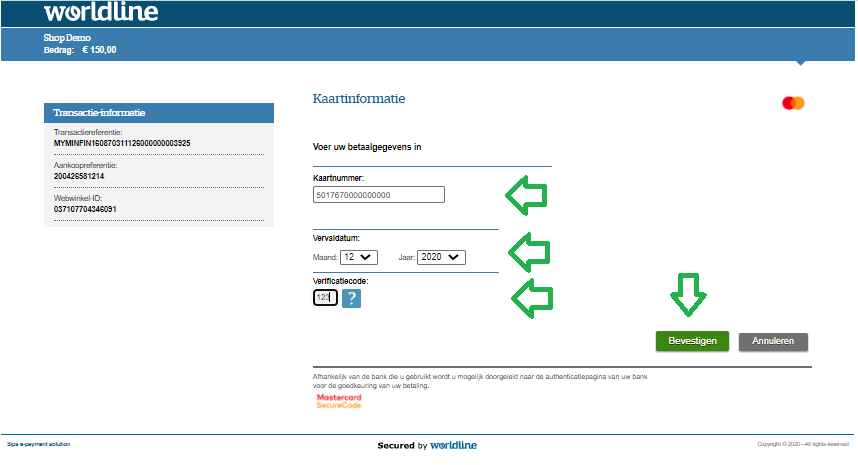 worldline
Shop Demo
Bedrag: € 150,00
Transactie-informatie
Transactiereferentie:
MYMINFIN160870311126000000003925
Aankoopreferentie:
200426581214
Webwinkel-ID:
037107704346091
Kaartinformatie
Voer uw betaalgegevens in
Kaartnummer:
5017670000000000
Vervaldatum:
Maand: 12 Jaar: 2020
Verificatiecode:
123 ?
Bevestigen Annuleren
Afhankelijk van de bank die u gebruikt wordt u mogelijk doorgeleid naar de authenticatiepagina van uw bank
voor de goedkeuring van uw betaling.
Mastercard
SecureCode
Sips e-payment solution
Secured by worldline
Copyright © 2020 - All rights reserved